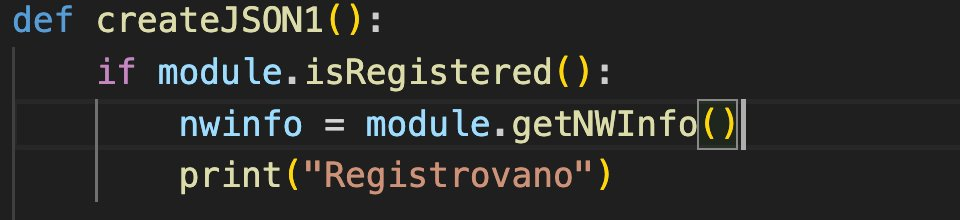 def createJSON1():
    if module.isRegistered():
        nwinfo = module.getNWInfo()
        print("Registrovano")